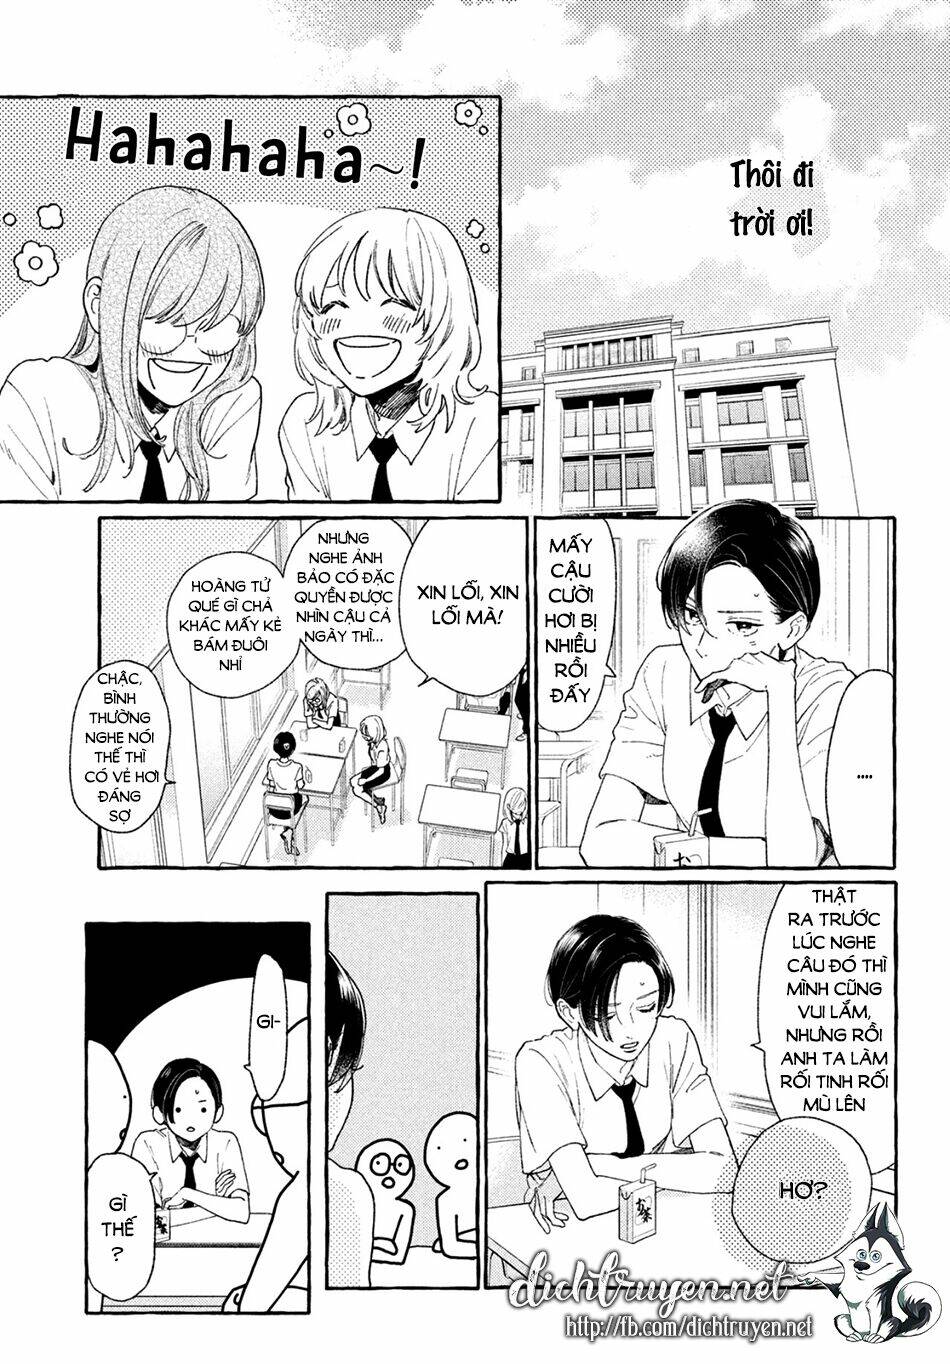 Thôi đi
trời ơi!
Hahahaha~!
MẤY
CẬU
CƯỜI
HƠI BỊ
NHIỀU
RỒI
ĐẤY
....
XIN LỖI, XIN
LỖI MÀ!
NHƯNG
NGHE ẢNH
BẢO CÓ ĐẶC
QUYỀN ĐƯỢC
NHÌN CẬU CẢ
NGÀY THÌ...
HOÀNG TỬ
QUÉ GÌ CHẢ
KHÁC MẤY KẺ
BÁM ĐUÔI
NHỈ
CHẬC,
BÌNH
THƯỜNG
NGHE NÓI
THẾ THÌ
CÓ VẺ HƠI
ĐÁNG
SỢ
THẬT
RA TRƯỚC
LÚC NGHE
CÂU ĐÓ THÌ
MÌNH CŨNG
VUI LẮM,
NHƯNG RỒI
ANH TA LÀM
RỐI TINH RỐI
MÙ LÊN
HƠ?
お茶
GI-
GÌ
THẾ
?
dichtruyen.net
http://fb.com/dichtruyen.net